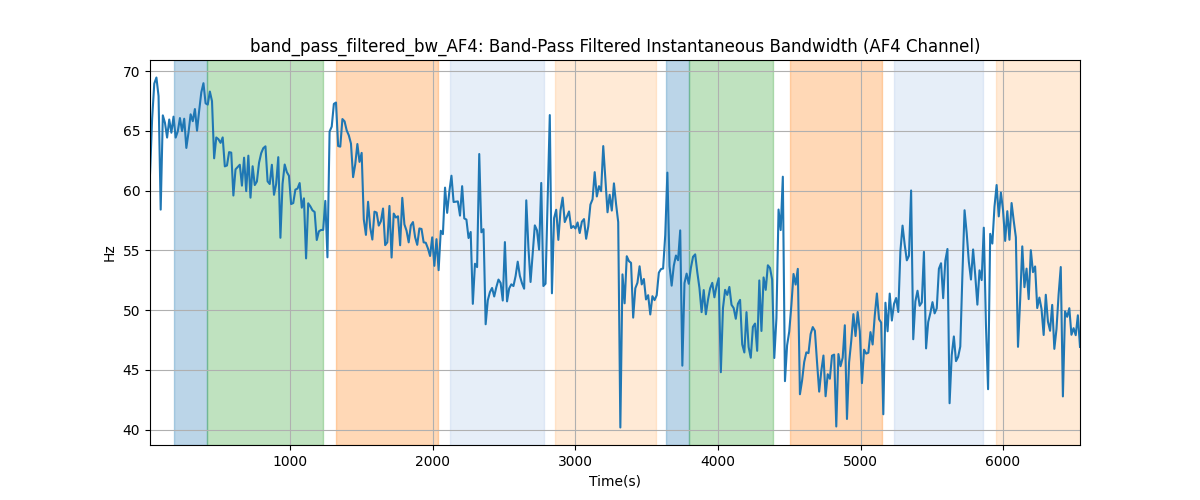 band_pass_filtered_bw_AF4: Band-Pass Filtered Instantaneous Bandwidth (AF4 Channel)
70
65
60
55
50
45
40
Hz
1000 2000 3000 4000 5000 6000
Time(s)